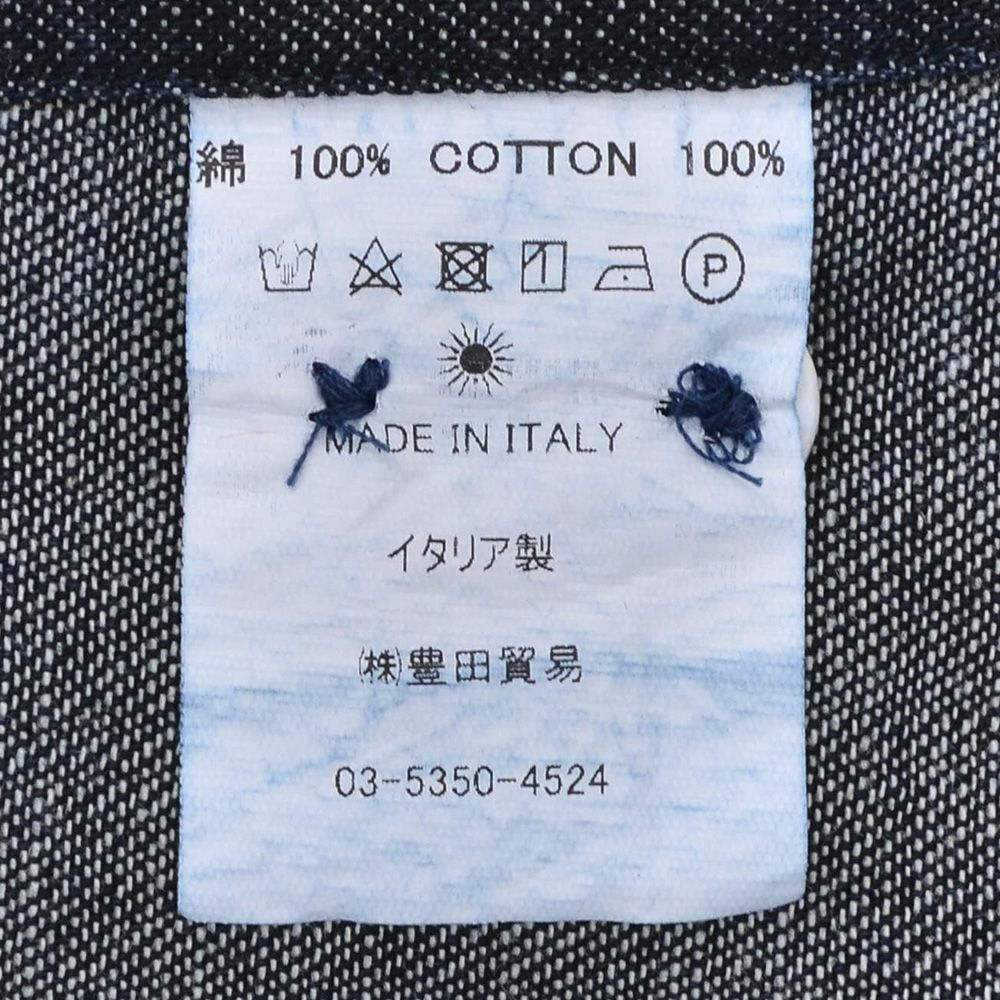 綿 100% COTTON 100%
P
MADE IN ITALY
イタリア製
㈱豊田貿易
03-5350-4524